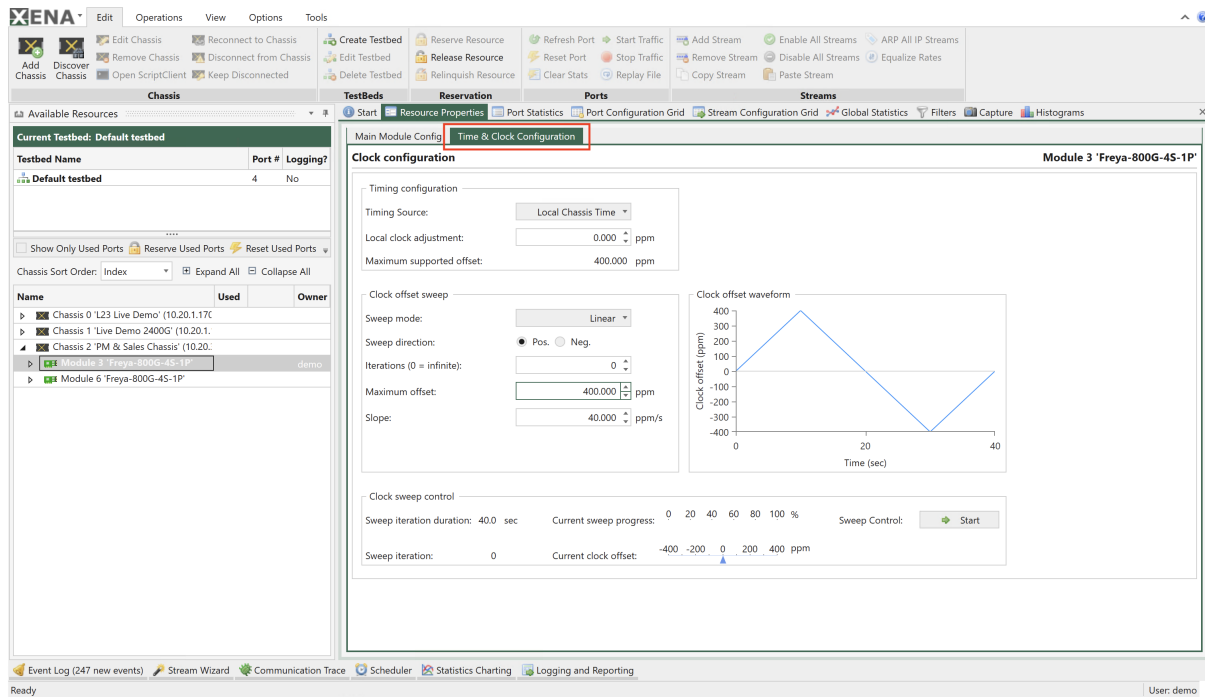 XENA Edit Operations View Options Tools
Add Chassis
Discover Chassis
Edit Chassis Reconnect to Chassis
Remove Chassis Disconnect from Chassis
Open ScriptClient Keep Disconnected
Chassis
Create Testbed
Edit Testbed
Delete Testbed
TestBeds
Reserve Resource
Release Resource
Relinquish Resource
Reservation
Refresh Port Start Traffic
Reset Port Stop Traffic
Clear Stats Replay File
Ports
Add Stream Enable All Streams ARP All IP Streams
Remove Stream Disable All Streams Equalize Rates
Copy Stream Paste Stream
Streams
Available Resources
Current Testbed: Default testbed
Testbed Name Port # Logging?
Default testbed 4 No
Show Only Used Ports Reserve Used Ports Reset Used Ports
Chassis Sort Order: Index Expand All Collapse All
Name Used Owner
Chassis 0 'L23 Live Demo' (10.20.1.170
Chassis 1 'Live Demo 2400G' (10.20.1.
Chassis 2 'PM & Sales Chassis' (10.20.
Module 3 'Freya-800G-4S-1P' demo
Module 6 'Freya-800G-4S-1P'
Start Resource Properties Port Statistics Port Configuration Grid Stream Configuration Grid Global Statistics Filters Capture Histograms
Main Module Config Time & Clock Configuration
Clock configuration Module 3 'Freya-800G-4S-1P'
Timing configuration
Timing Source: Local Chassis Time
Local clock adjustment: 0.000 ppm
Maximum supported offset: 400.000 ppm
Clock offset sweep
Sweep mode: Linear
Sweep direction: Pos. Neg.
Iterations (0 = infinite): 0
Maximum offset: 400.000 ppm
Slope: 40.000 ppm/s
Clock offset waveform
Clock offset (ppm)
400
300
200
100
0
-100
-200
-300
-400
0 20 40
Time (sec)
Clock sweep control
Sweep iteration duration: 40.0 sec Current sweep progress: 0 20 40 60 80 100 % Sweep Control: Start
Sweep iteration: 0 Current clock offset: -400 -200 0 200 400 ppm
Event Log (247 new events) Stream Wizard Communication Trace Scheduler Statistics Charting Logging and Reporting
Ready User: demo